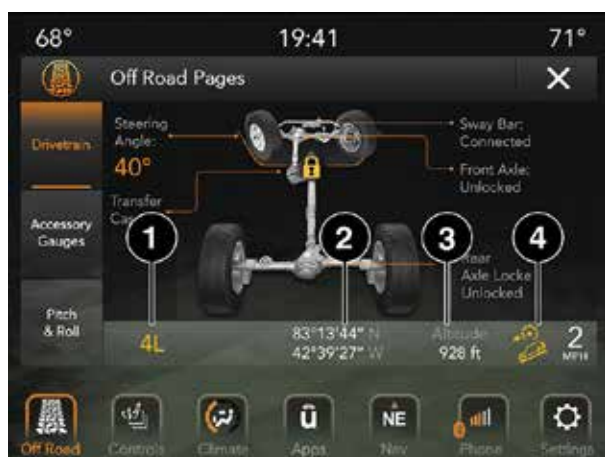 68° 19:41 71°
Off Road Pages
Drivetrain
Accessory
Gauges
Pitch
& Roll
Steering
Angle:
40°
Transfer
Sway Bar:
Connected
Front Axle:
Unlocked
Rear
Axle Locke
Unlocked
1
2
3
4
4L
83°13'44" N
42°39'27" W
Altitude
928 ft
2
MPH
Off Road
Controls
Climate
ü
Apps
NE
Nav
Phone
Settings